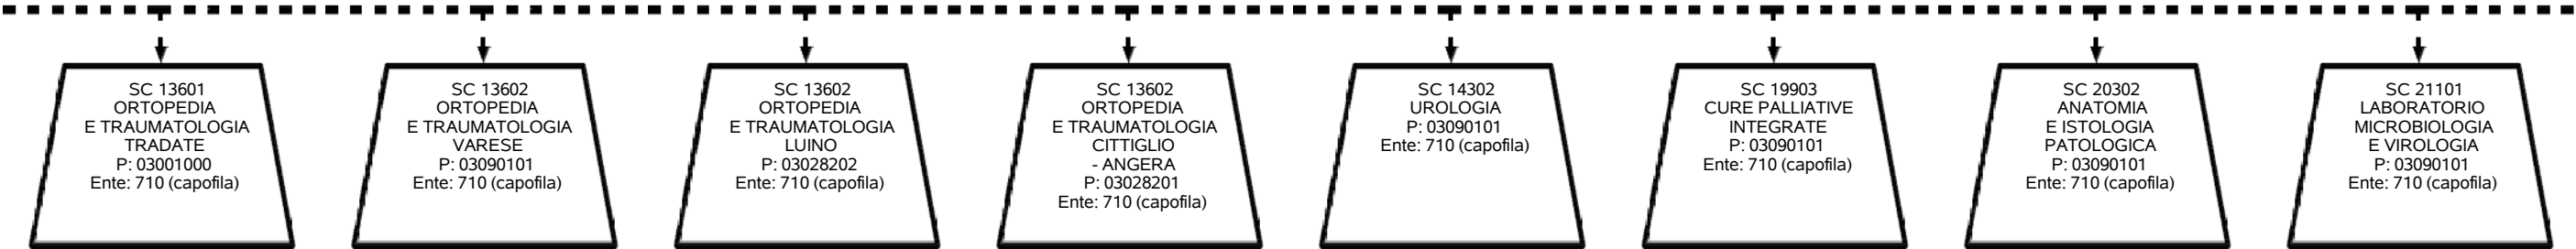 SC 13601
ORTOPEDIA
E TRAUMATOLOGIA
TRADATE
P: 03001000
Ente: 710 (capofila)
SC 13602
ORTOPEDIA
E TRAUMATOLOGIA
VARESE
P: 03090101
Ente: 710 (capofila)
SC 13602
ORTOPEDIA
E TRAUMATOLOGIA
LUINO
P: 03028202
Ente: 710 (capofila)
SC 13602
ORTOPEDIA
E TRAUMATOLOGIA
CITTIGLIO
- ANGERA
P: 03028201
Ente: 710 (capofila)
SC 14302
UROLOGIA
P: 03090101
Ente: 710 (capofila)
SC 19903
CURE PALLIATIVE
INTEGRATE
P: 03090101
Ente: 710 (capofila)
SC 20302
ANATOMIA
E ISTOLOGIA
PATOLOGICA
P: 03090101
Ente: 710 (capofila)
SC 21101
LABORATORIO
MICROBIOLOGIA
E VIROLOGIA
P: 03090101
Ente: 710 (capofila)